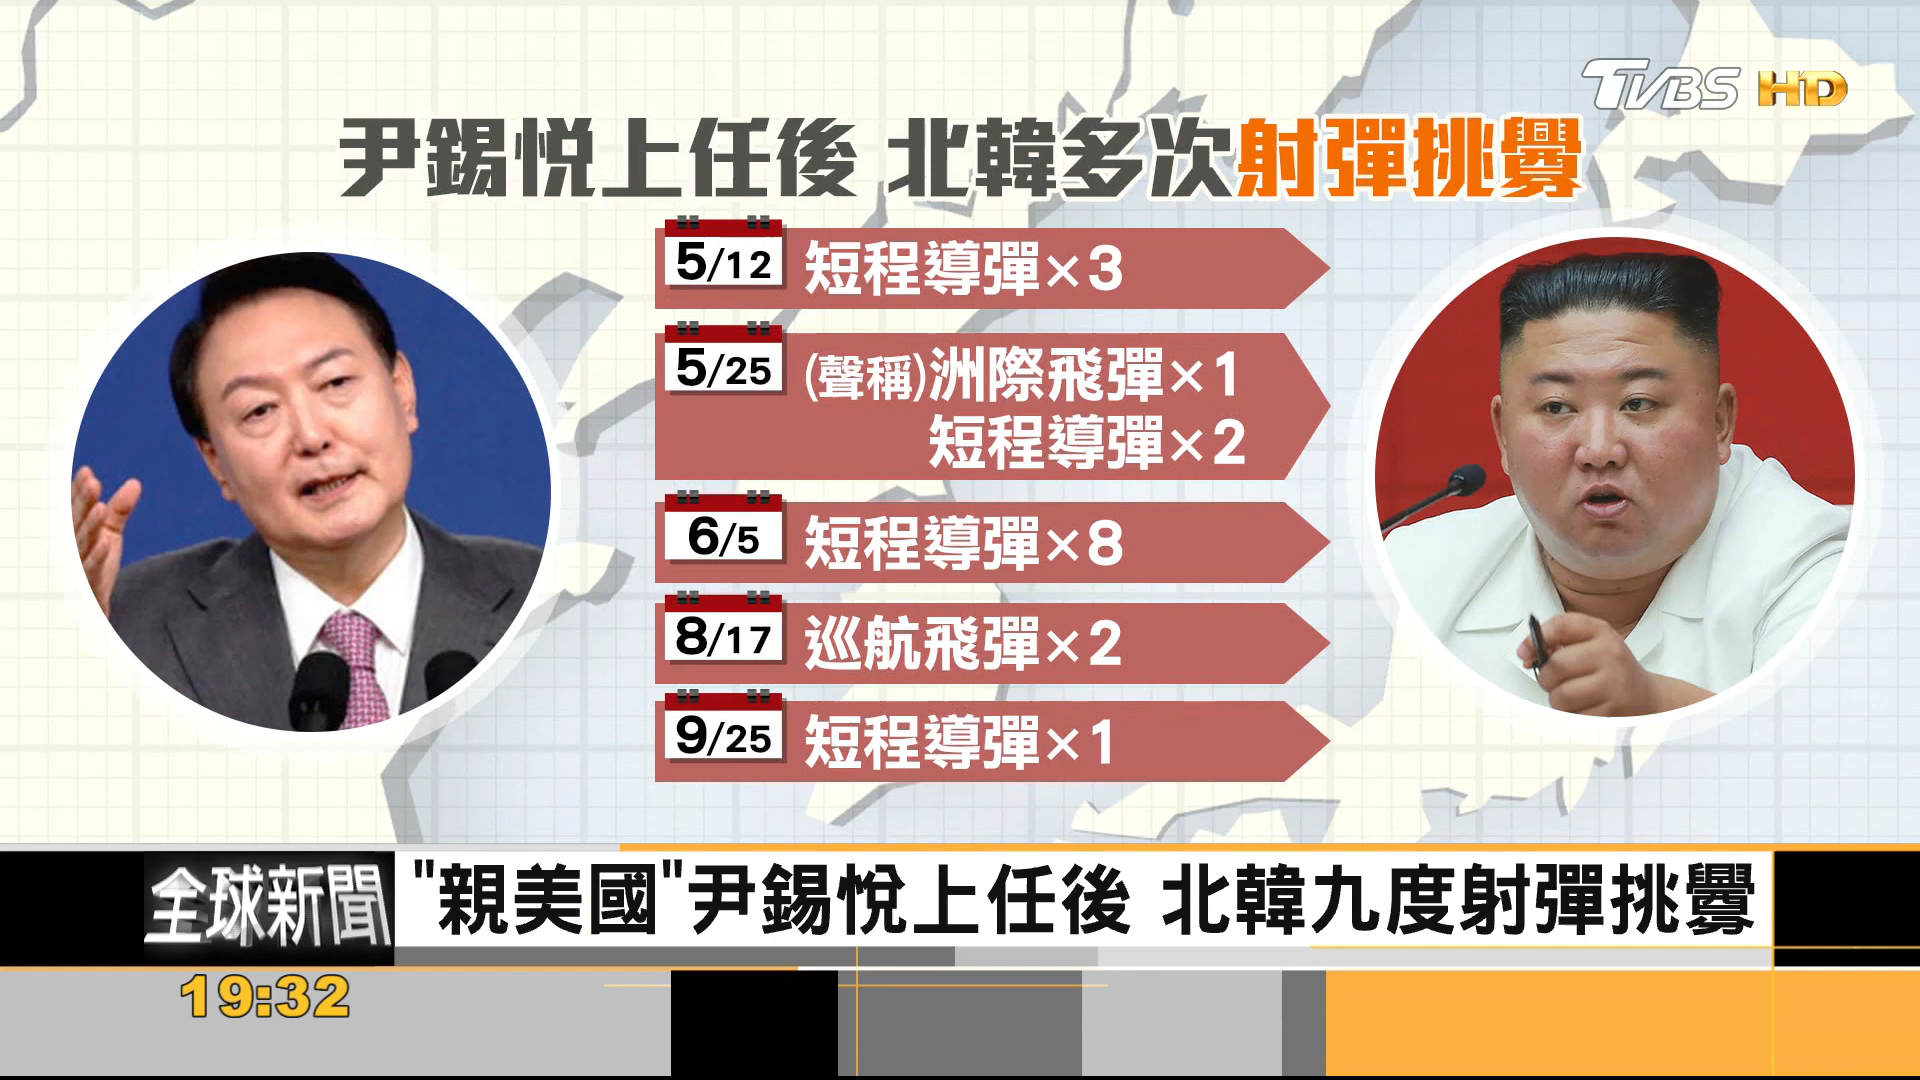 TVBS HD
尹錫悅上任後 北韓多次射彈挑釁
5/12 短程導彈×3
5/25 (聲稱)洲際飛彈×1
短程導彈×2
6/5 短程導彈×8
8/17 巡航飛彈×2
9/25 短程導彈×1
全球新聞 "親美國"尹錫悅上任後 北韓九度射彈挑釁
19:32